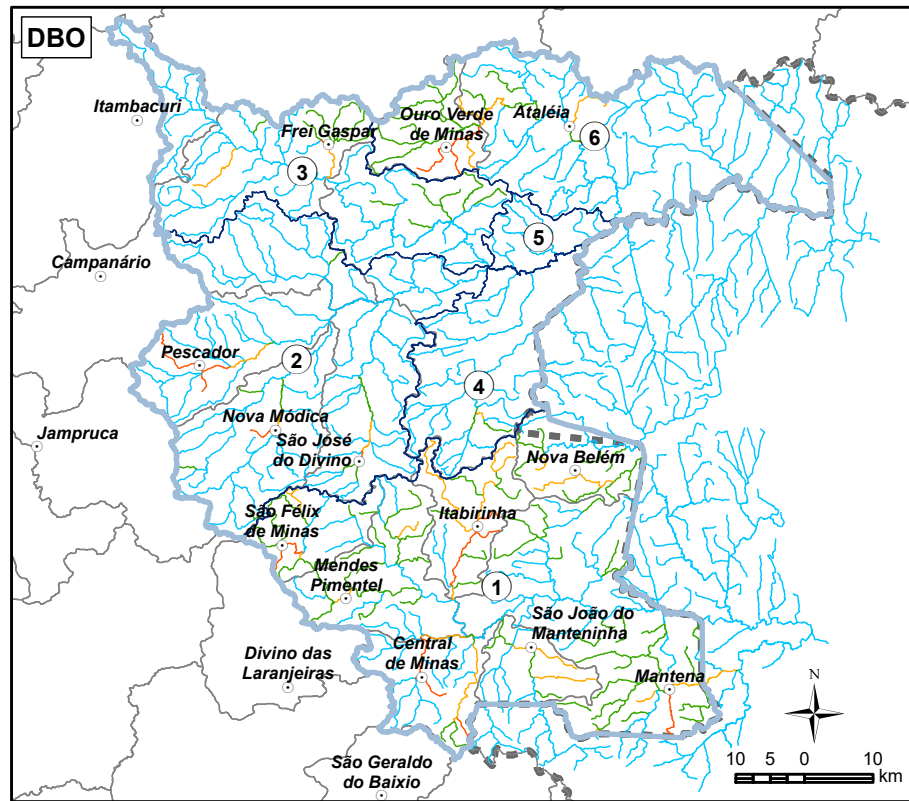 DBO
Itambacuri
Frei Gaspar
Ouro Verde
de Minas
Ataléia
6
3
5
Campanário
Pescador
2
4
Nova Módica
São José
do Divino
Jampruca
Nova Belém
São Félix
de Minas
Itabirinha
Mendes
Pimentel
1
São João do
Manteninha
Central
de Minas
Divino das
Laranjeiras
Mantena
N
São Geraldo
do Baixio
10 5 0 10
km